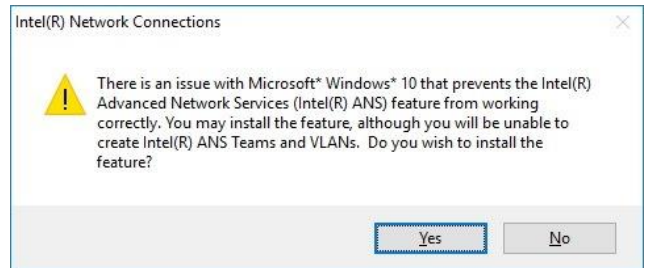 Intel(R) Network Connections
There is an issue with Microsoft* Windows* 10 that prevents the Intel(R)
Advanced Network Services (Intel(R) ANS) feature from working
correctly. You may install the feature, although you will be unable to
create Intel(R) ANS Teams and VLANs.  Do you wish to install the
feature?
Yes
No